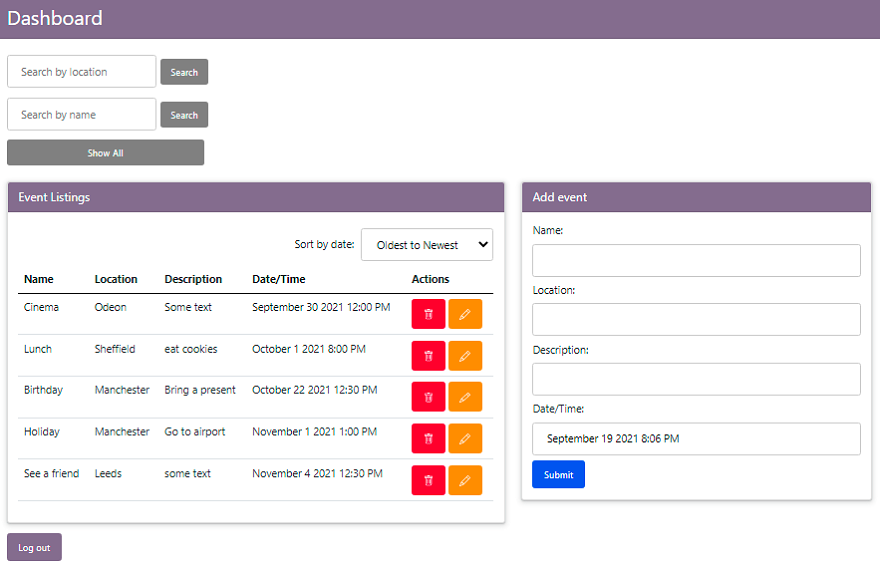 Dashboard
Search by location Search
Search by name Search
Show All
Event Listings
Sort by date: Oldest to Newest
Name Location Description Date/Time Actions
Cinema Odeon Some text September 30 2021 12:00 PM
Lunch Sheffield eat cookies October 1 2021 8:00 PM
Birthday Manchester Bring a present October 22 2021 12:30 PM
Holiday Manchester Go to airport November 1 2021 1:00 PM
See a friend Leeds some text November 4 2021 12:30 PM
Add event
Name:
Location:
Description:
Date/Time:
September 19 2021 8:06 PM
Submit
Log out